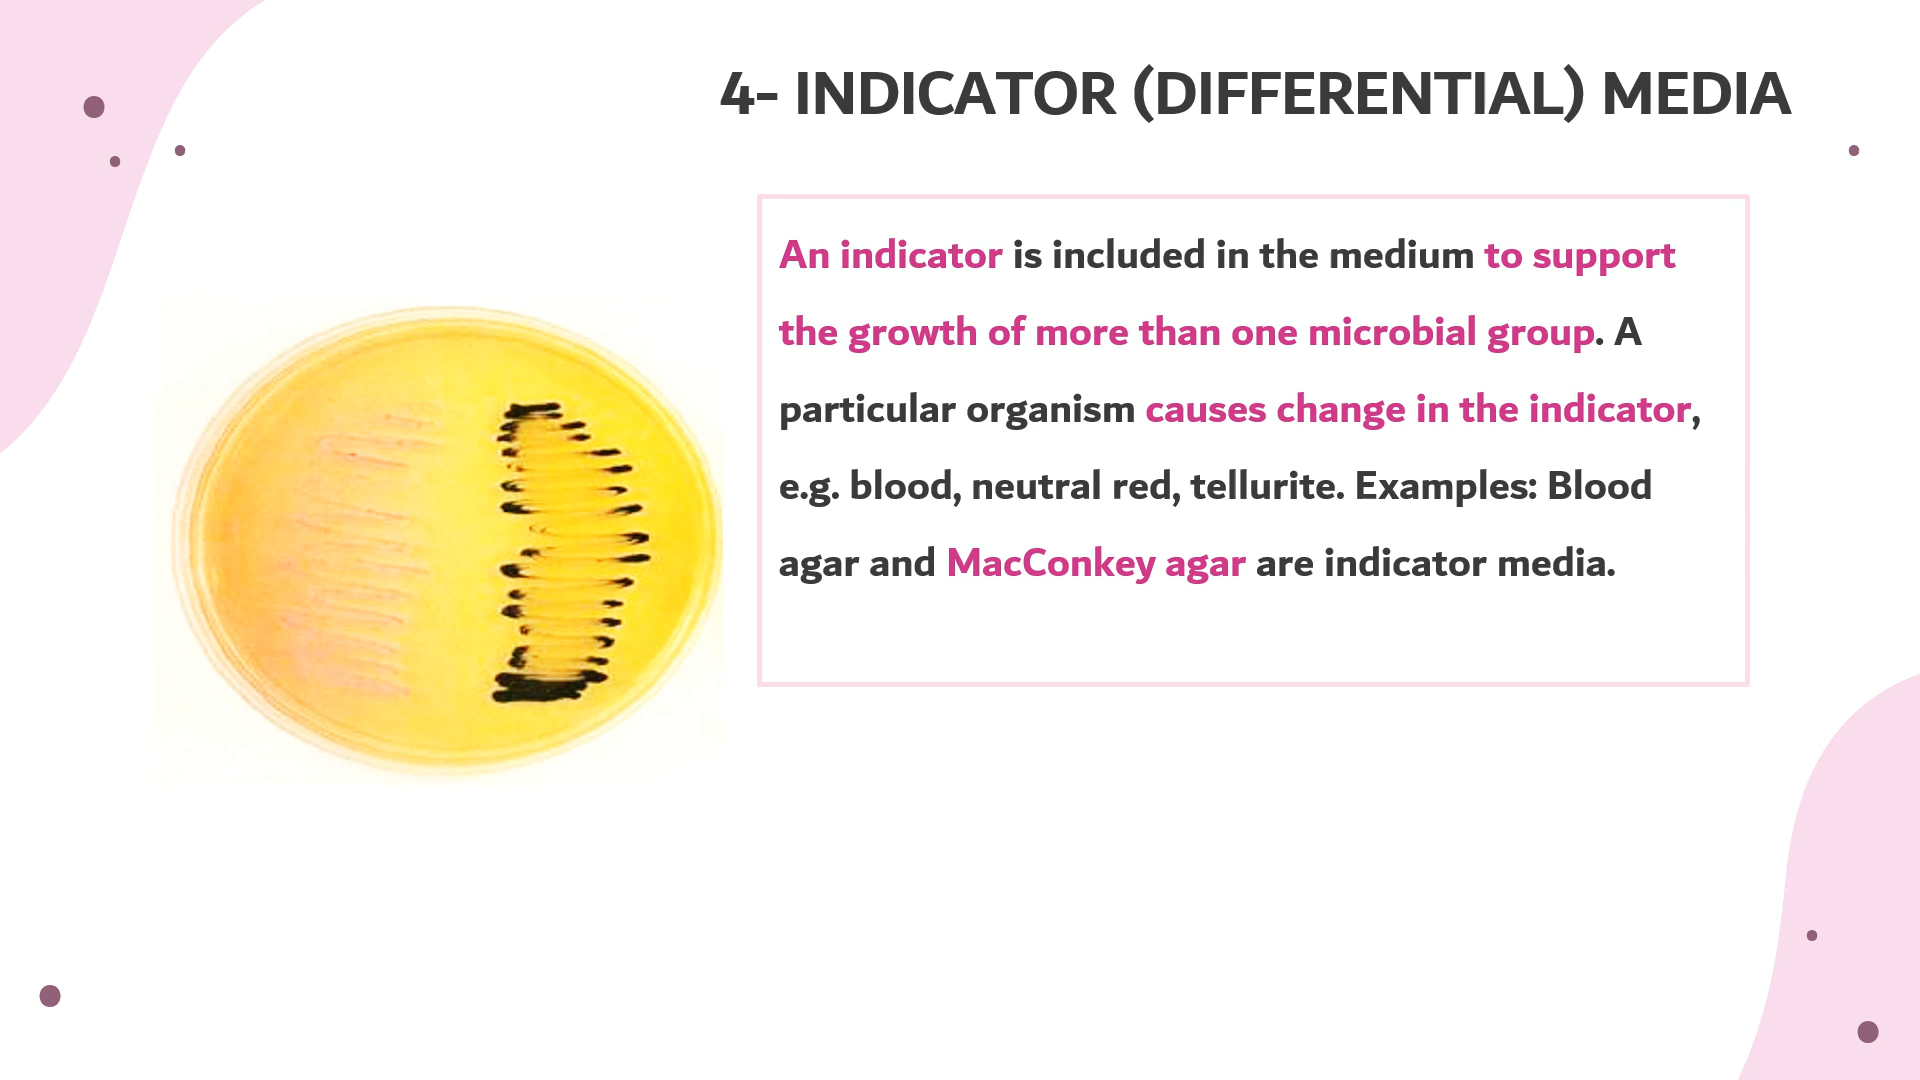 4- INDICATOR (DIFFERENTIAL) MEDIA
An indicator is included in the medium to support
the growth of more than one microbial group. A
particular organism causes change in the indicator,
e.g. blood, neutral red, tellurite. Examples: Blood
agar and MacConkey agar are indicator media.